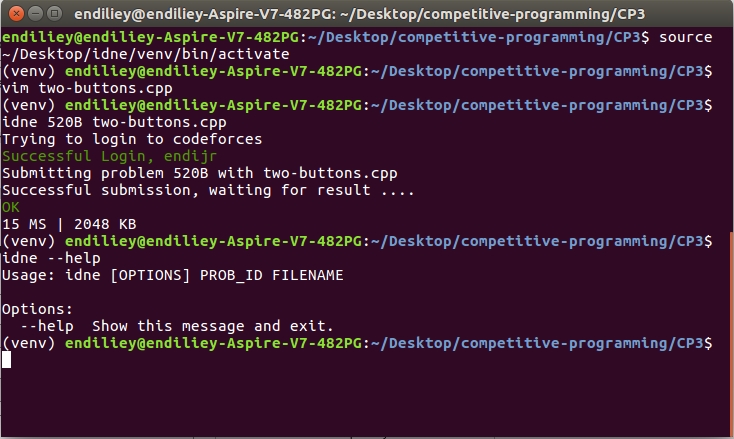 endiliey@endiliey-Aspire-V7-482PG: ~/Desktop/competitive-programming/CP3
endiliey@endiliey-Aspire-V7-482PG:~/Desktop/competitive-programming/CP3$ source
~/Desktop/idne/venv/bin/activate
(venv) endiliey@endiliey-Aspire-V7-482PG:~/Desktop/competitive-programming/CP3$
vim two-buttons.cpp
(venv) endiliey@endiliey-Aspire-V7-482PG:~/Desktop/competitive-programming/CP3$
idne 520B two-buttons.cpp
Trying to login to codeforces
Successful Login, endijr
Submitting problem 520B with two-buttons.cpp
Successful submission, waiting for result ....
OK
15 MS | 2048 KB
(venv) endiliey@endiliey-Aspire-V7-482PG:~/Desktop/competitive-programming/CP3$
idne --help
Usage: idne [OPTIONS] PROB_ID FILENAME
Options:
  --help  Show this message and exit.
(venv) endiliey@endiliey-Aspire-V7-482PG:~/Desktop/competitive-programming/CP3$